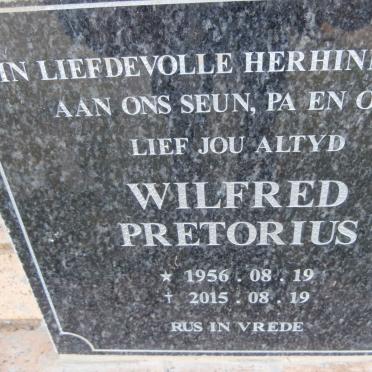 IN LIEFDEVOLLE HERHIN
AAN ONS SEUN, PA EN O
LIEF JOU ALTYD
WILFRED
PRETORIUS
★ 1956 . 08 . 19
† 2015 . 08 . 19
RUS IN VREDE